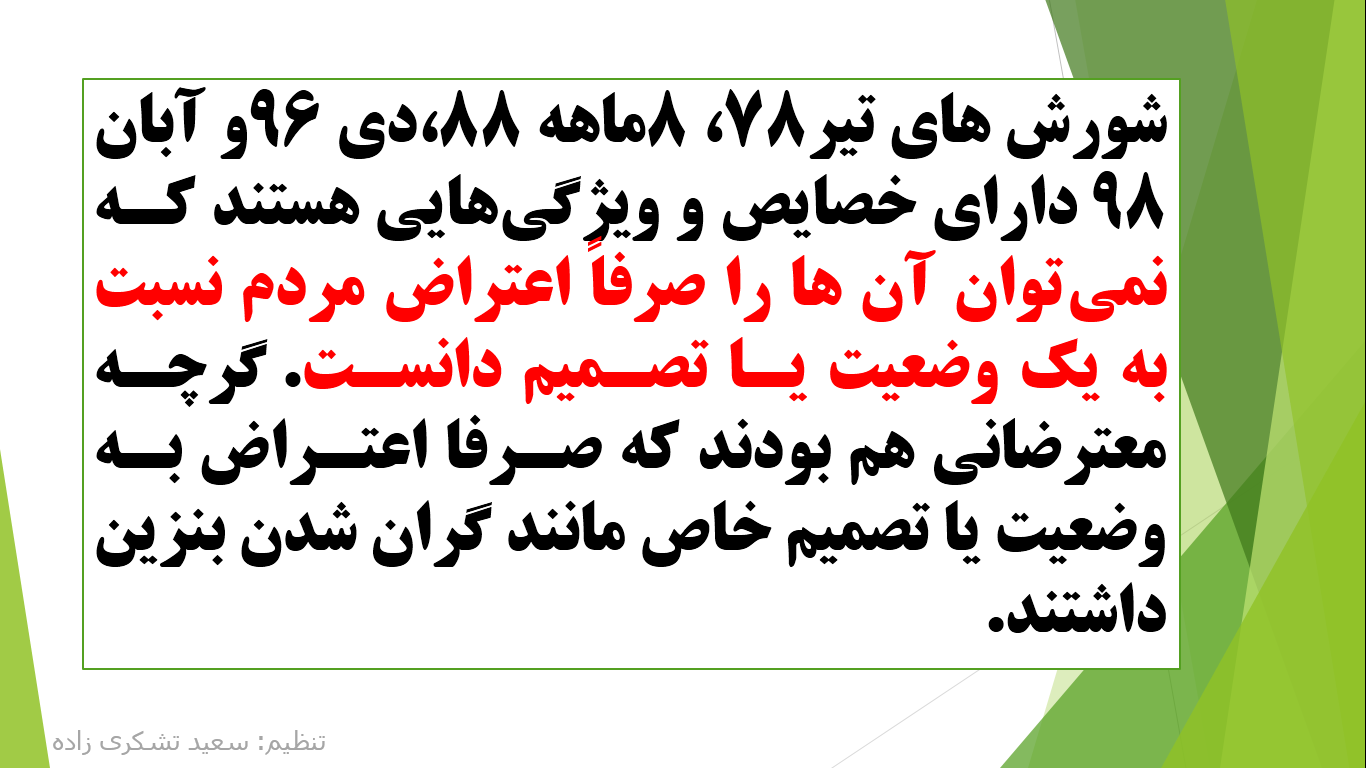 شورش های تیر۷۸، ۸ماهه ۸۸،دی ۹۶و آبان
۹۸ دارای خصایص و ویژگی‌هایی هستند که
نمی‌توان آن ها را صرفاً اعتراض مردم نسبت
به یک وضعیت یا تصمیم دانست. گرچه
معترضانی هم بودند که صرفا اعتراض به
وضعیت یا تصمیم خاص مانند گران شدن بنزین
داشتند.
تنظیم: سعید تشکری زاده